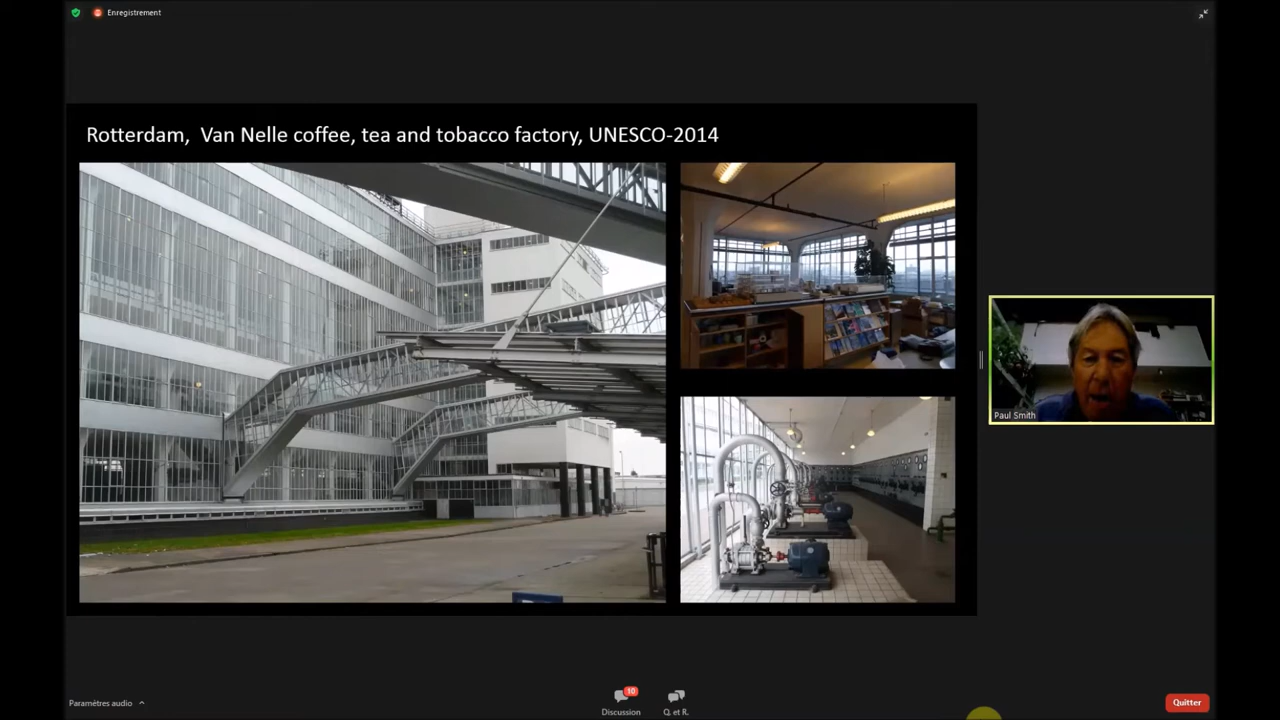 Enregistrement
Rotterdam, Van Nelle coffee, tea and tobacco factory, UNESCO-2014
Paul Smith
Paramètres audio
10
Discussion
Q. et R.
Quitter